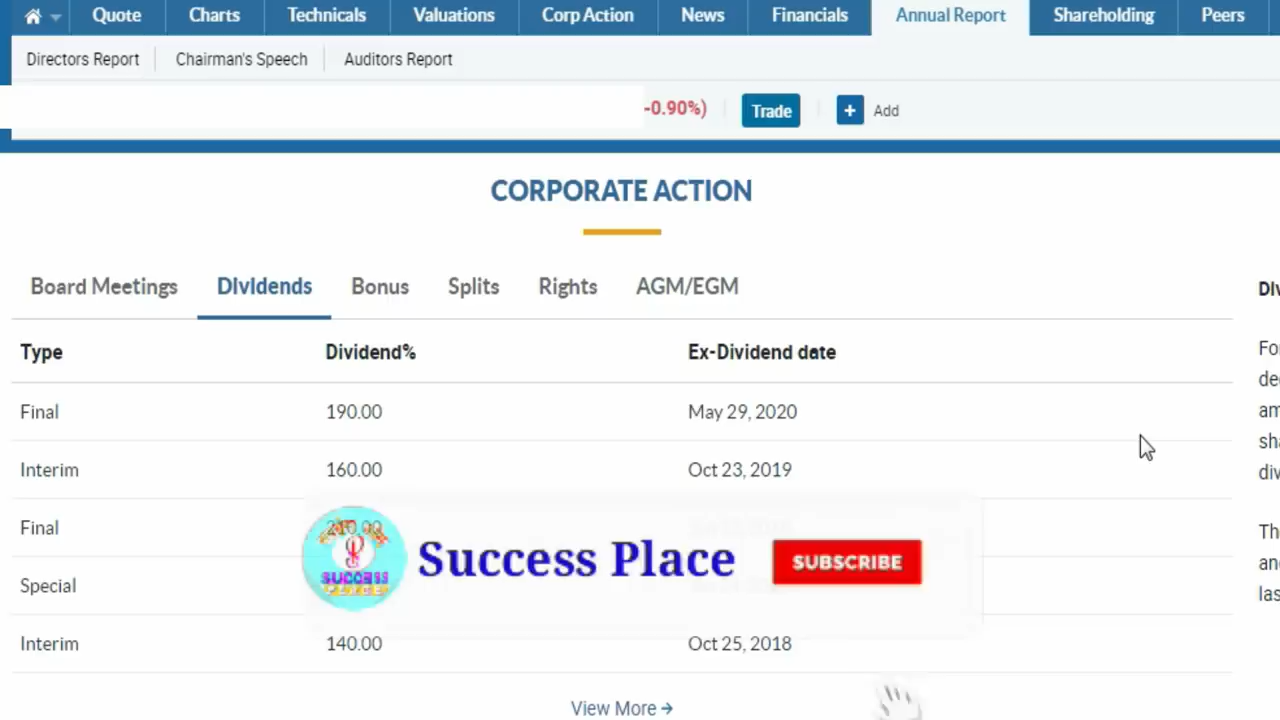 Quote Charts Technicals Valuations Corp Action News Financials Annual Report Shareholding Peers
Directors Report Chairman's Speech Auditors Report
-0.90%) Trade + Add
CORPORATE ACTION
Board Meetings Dividends Bonus Splits Rights AGM/EGM
Type Dividend% Ex-Dividend date
Final 190.00 May 29, 2020
Interim 160.00 Oct 23, 2019
Final
Special
Interim 140.00 Oct 25, 2018
View More →
SUCCESS
Success Place SUBSCRIBE